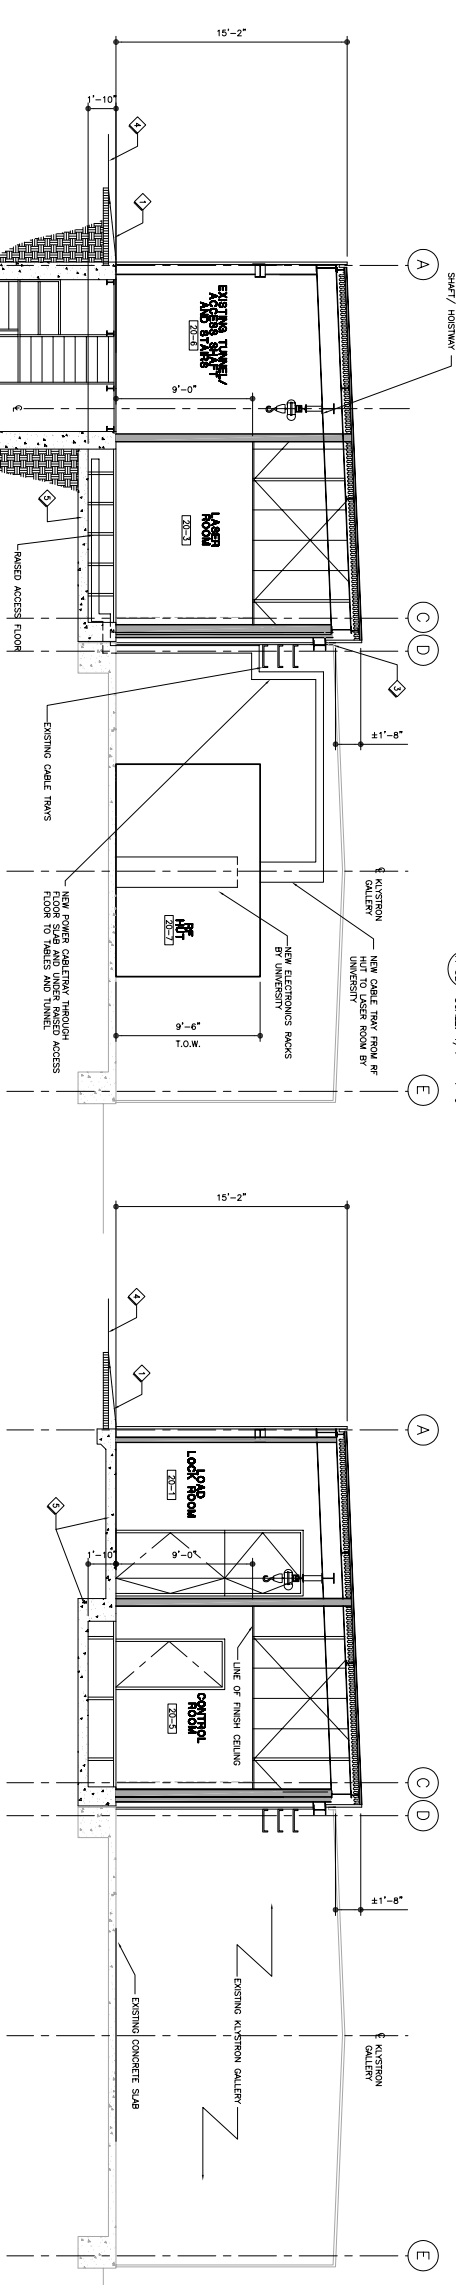 15'-2"
1'-10"
4
1
A
SHAFT/ HOISTWAY
EXISTING TUNNEL/
ACCESS SHAFT
AND STAIRS
20-6
9'-0"
℄
LASER
ROOM
20-3
5
RAISED ACCESS FLOOR
C
D
3
±1'-8"
EXISTING CABLE TRAYS
NEW POWER CABLETRAY THROUGH
FLOOR SLAB AND UNDER RAISED ACCESS
FLOOR TO TABLES AND TUNNEL
℄ KLYSTRON
GALLERY
NEW CABLE TRAY FROM RF
HUT TO LASER ROOM BY
UNIVERSITY
RF
HUT
20-7
NEW ELECTRONICS RACKS
BY UNIVERSITY
9'-6"
T.O.W.
E
15'-2"
4
1
A
LOAD
LOCK ROOM
20-1
5
1'-10"
9'-0"
LINE OF FINISH CEILING
CONTROL
ROOM
20-5
C
D
±1'-8"
EXISTING KLYSTRON GALLERY
EXISTING CONCRETE SLAB
℄ KLYSTRON
GALLERY
E